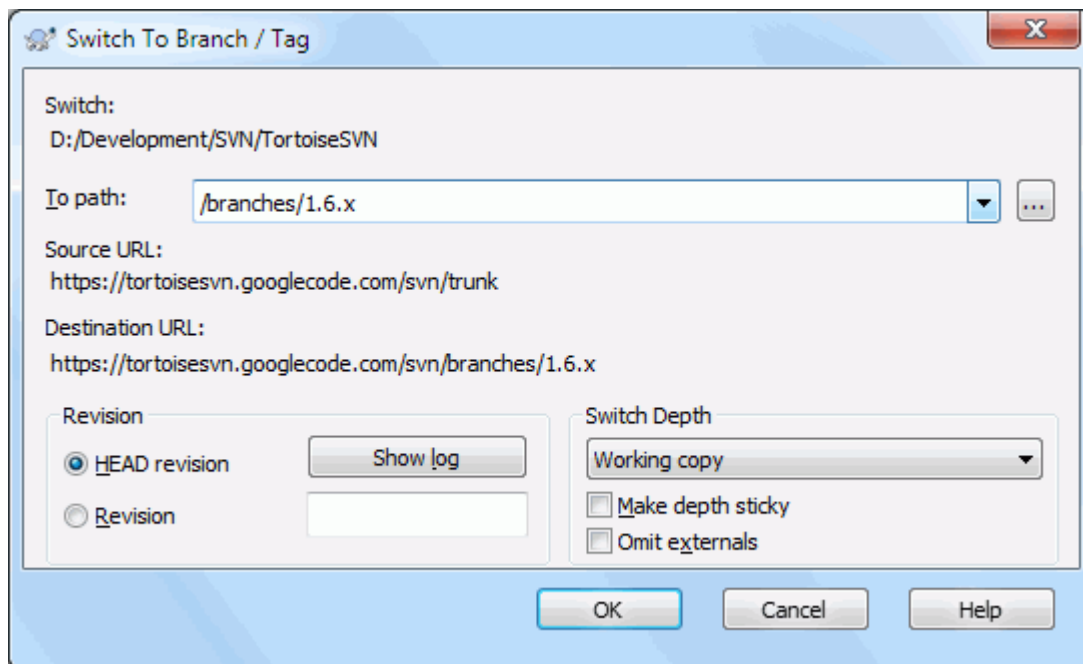 Switch To Branch / Tag
Switch:
D:/Development/SVN/TortoiseSVN
To path: /branches/1.6.x ...
Source URL:
https://tortoisesvn.googlecode.com/svn/trunk
Destination URL:
https://tortoisesvn.googlecode.com/svn/branches/1.6.x
Revision
HEAD revision Show log
Revision
Switch Depth
Working copy
Make depth sticky
Omit externals
OK Cancel Help